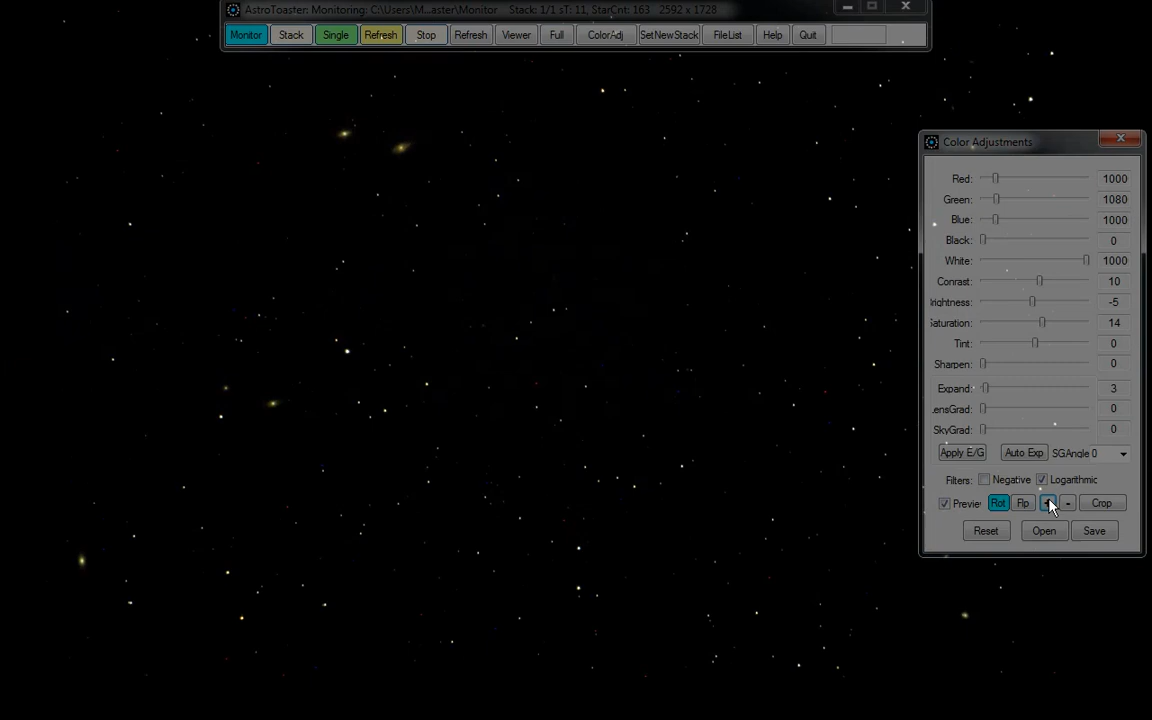 AstroToaster: Monitoring: C:\Users\M...aster\Monitor Stack: 1/1 sT: 11, StarCnt: 163 2592 x 1728
Monitor Stack Single Refresh Stop Refresh Viewer Full ColorAdj SetNewStack FileList Help Quit
Color Adjustments
Red: 1000
Green: 1080
Blue: 1000
Black: 0
White: 1000
Conrast: 10
rightness: -5
Saturation: 14
Tint: 0
Sharpen: 0
Expand: 3
LensGrad: 0
SkyGrad: 0
Apply E/G Auto Exp SGAngle 0
Filters: Negative Logarithmic
Previe Rot Flp + - Crop
Reset Open Save